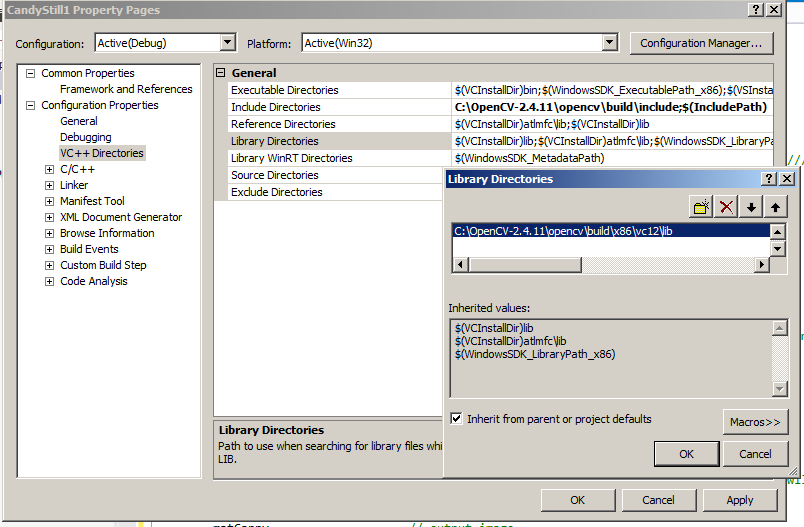 CandyStill1 Property Pages
Configuration: Active(Debug) Platform: Active(Win32) Configuration Manager...
Common Properties
Framework and References
Configuration Properties
General
Debugging
VC++ Directories
C/C++
Linker
Manifest Tool
XML Document Generator
Browse Information
Build Events
Custom Build Step
Code Analysis
General
Executable Directories $(VCInstallDir)bin;$(WindowsSDK_ExecutablePath_x86);$(VSInsta
Include Directories C:\OpenCV-2.4.11\opencv\build\include;$(IncludePath)
Reference Directories $(VCInstallDir)atlmfc\lib;$(VCInstallDir)lib
Library Directories $(VCInstallDir)lib;$(VCInstallDir)atlmfc\lib;$(WindowsSDK_LibraryPa
Library WinRT Directories $(WindowsSDK_MetadataPath)
Source Directories
Exclude Directories
Library Directories
Path to use when searching for library files whi
LIB.
Library Directories
C:\OpenCV-2.4.11\opencv\build\x86\vc12\lib
Inherited values:
$(VCInstallDir)lib
$(VCInstallDir)atlmfc\lib
$(WindowsSDK_LibraryPath_x86)
Inherit from parent or project defaults
Macros>>
OK Cancel
OK Cancel Apply
// output image